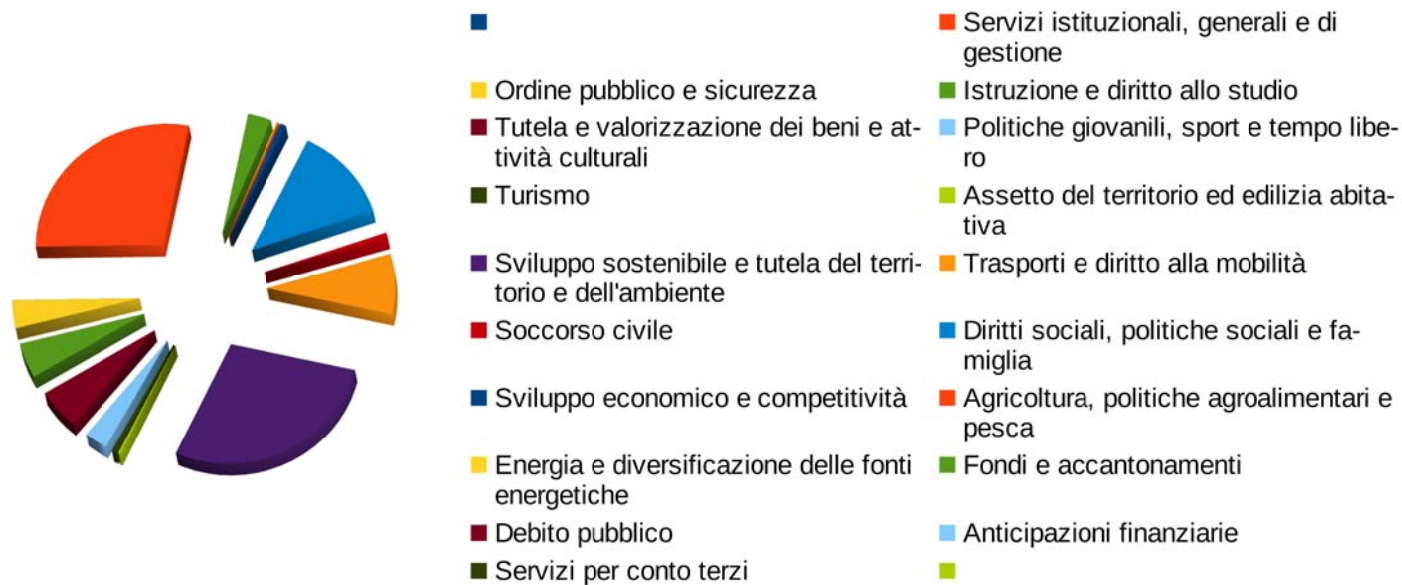 Servizi istituzionali, generali e di
gestione
Ordine pubblico e sicurezza
Istruzione e diritto allo studio
Tutela e valorizzazione dei beni e at-
tività culturali
Politiche giovanili, sport e tempo libe-
ro
Turismo
Assetto del territorio ed edilizia abita-
tiva
Sviluppo sostenibile e tutela del terri-
torio e dell'ambiente
Trasporti e diritto alla mobilità
Soccorso civile
Diritti sociali, politiche sociali e fa-
miglia
Sviluppo economico e competitività
Agricoltura, politiche agroalimentari e
pesca
Energia e diversificazione delle fonti
energetiche
Fondi e accantonamenti
Debito pubblico
Anticipazioni finanziarie
Servizi per conto terzi